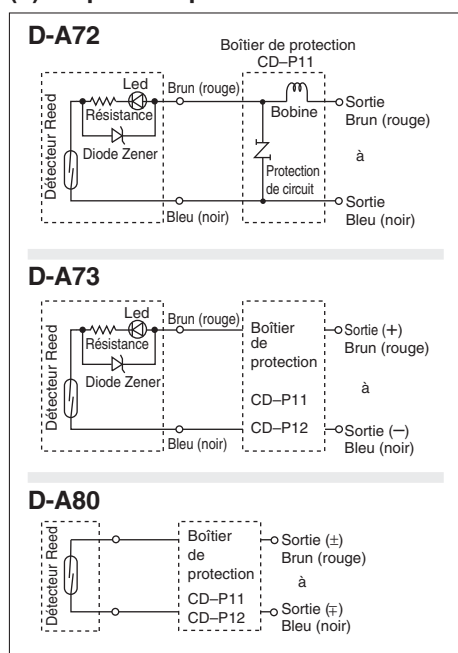 D-A72
Boîtier de protection
CD–P11
Led
Brun (rouge)
Résistance
Diode Zener
Détecteur Reed
Bobine
Sortie
Brun (rouge)
à
Protection
de circuit
Sortie
Bleu (noir)
Bleu (noir)
D-A73
Led
Brun (rouge)
Résistance
Diode Zener
Détecteur Reed
Boîtier
de
protection
CD–P11
CD–P12
Sortie (+)
Brun (rouge)
à
Sortie (−)
Bleu (noir)
Bleu (noir)
D-A80
Détecteur Reed
Boîtier
de
protection
CD–P11
CD–P12
Sortie (±)
Brun (rouge)
à
Sortie (∓)
Bleu (noir)